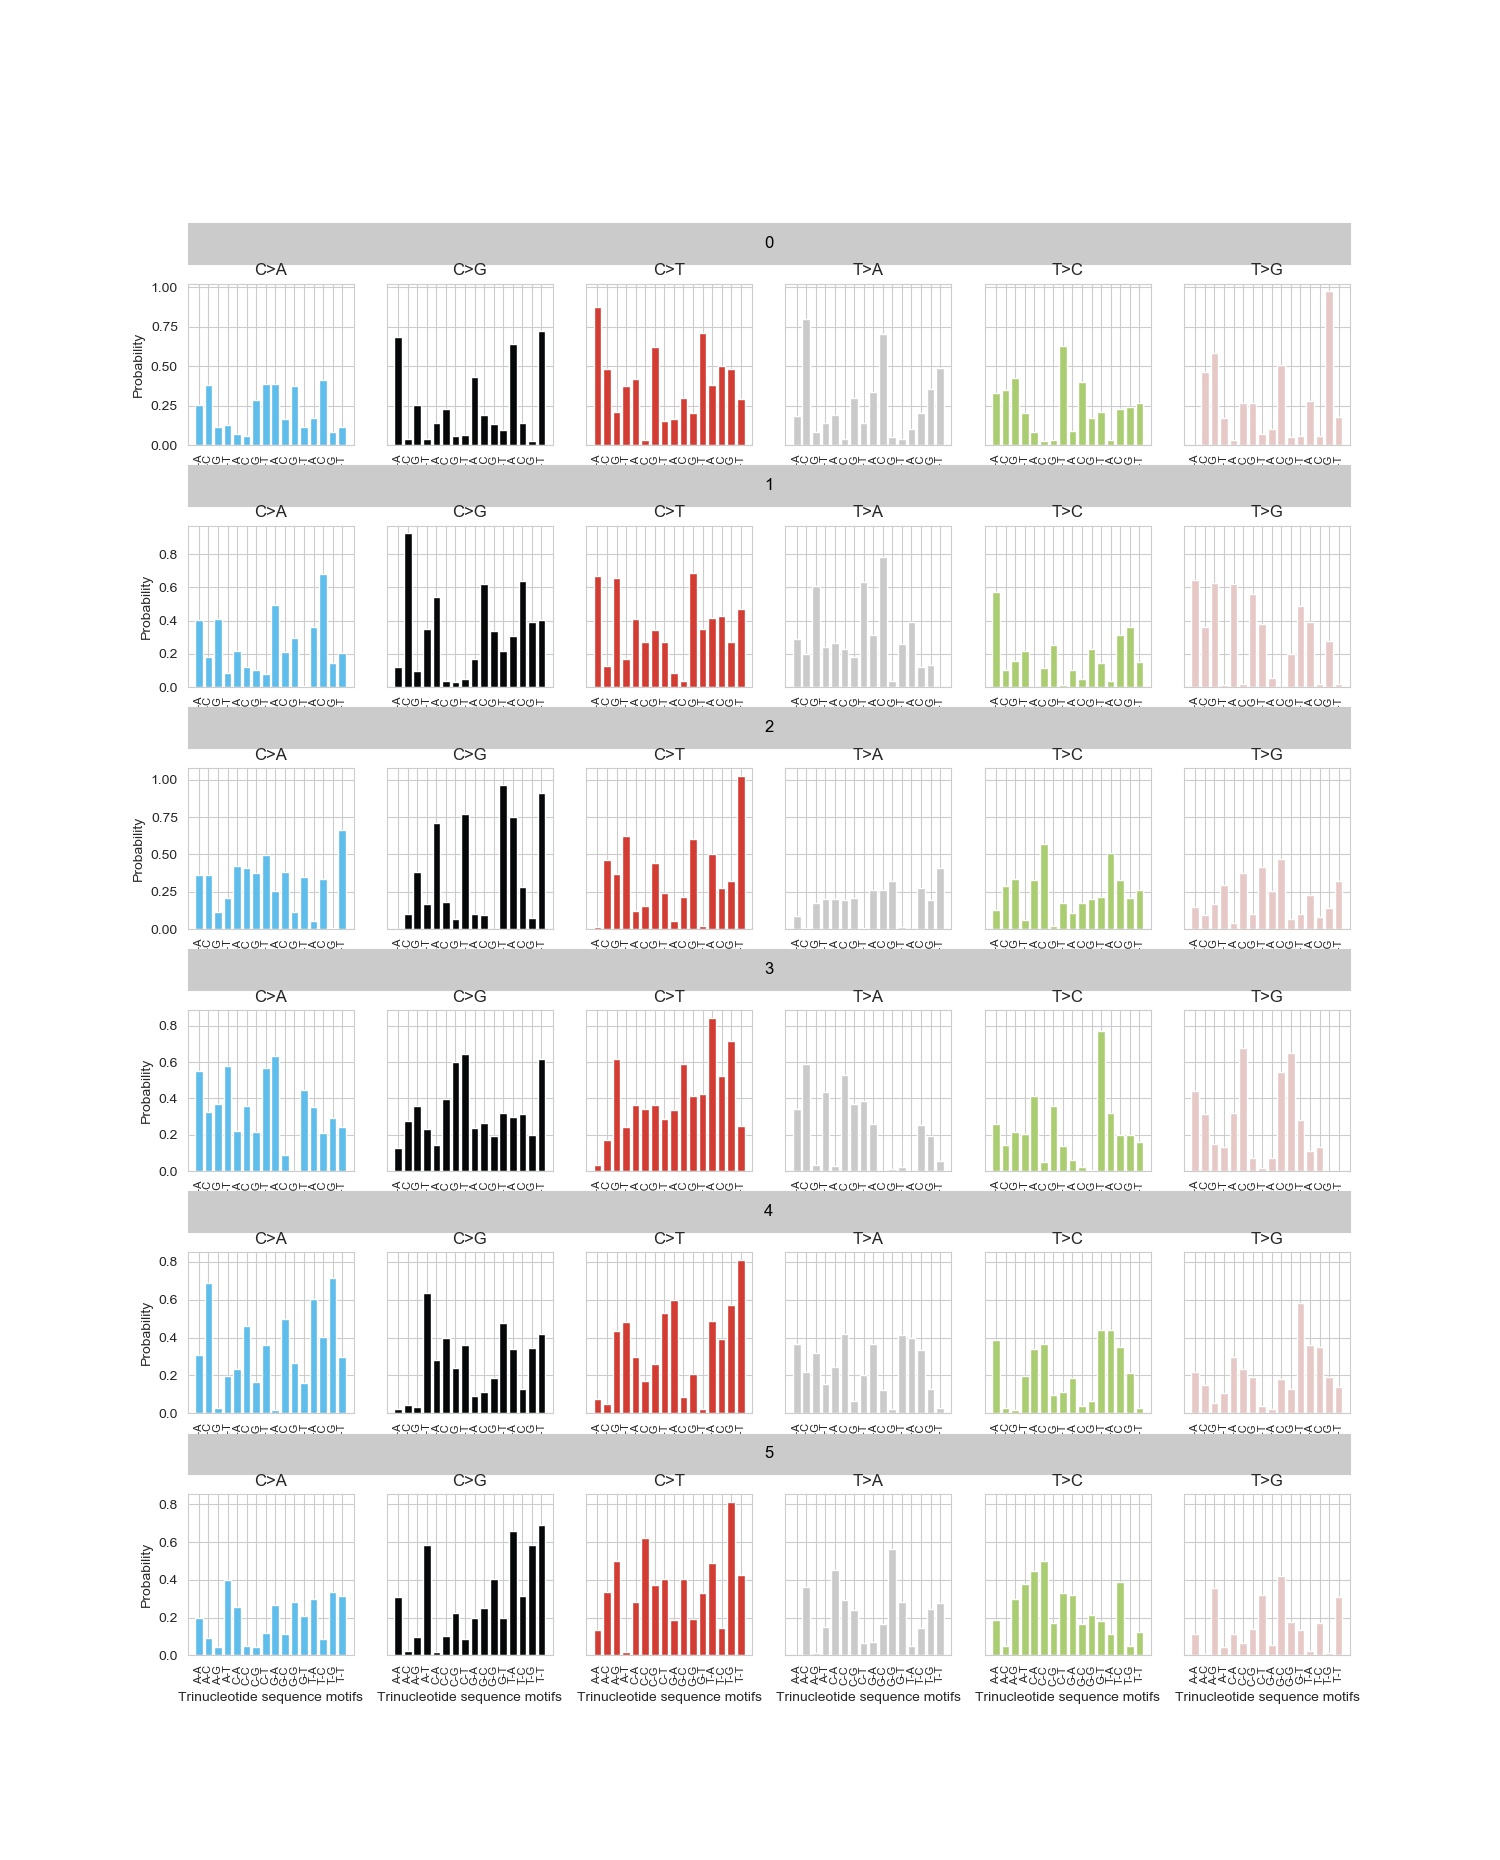 0
C>A C>G C>T T>A T>C T>G
1.00
0.75
0.50
0.25
0.00
Probability
1
C>A C>G C>T T>A T>C T>G
0.8
0.6
0.4
0.2
0.0
Probability
2
C>A C>G C>T T>A T>C T>G
1.00
0.75
0.50
0.25
0.00
Probability
3
C>A C>G C>T T>A T>C T>G
0.8
0.6
0.4
0.2
0.0
Probability
4
C>A C>G C>T T>A T>C T>G
0.8
0.6
0.4
0.2
0.0
Probability
5
C>A C>G C>T T>A T>C T>G
0.8
0.6
0.4
0.2
0.0
Probability
A-A A-C A-G A-T C-A C-C C-G C-T G-A G-C G-G G-T T-A T-C T-G T-T
A-A A-C A-G A-T C-A C-C C-G C-T G-A G-C G-G G-T T-A T-C T-G T-T
A-A A-C A-G A-T C-A C-C C-G C-T G-A G-C G-G G-T T-A T-C T-G T-T
A-A A-C A-G A-T C-A C-C C-G C-T G-A G-C G-G G-T T-A T-C T-G T-T
A-A A-C A-G A-T C-A C-C C-G C-T G-A G-C G-G G-T T-A T-C T-G T-T
A-A A-C A-G A-T C-A C-C C-G C-T G-A G-C G-G G-T T-A T-C T-G T-T
Trinucleotide sequence motifs Trinucleotide sequence motifs Trinucleotide sequence motifs Trinucleotide sequence motifs Trinucleotide sequence motifs Trinucleotide sequence motifs